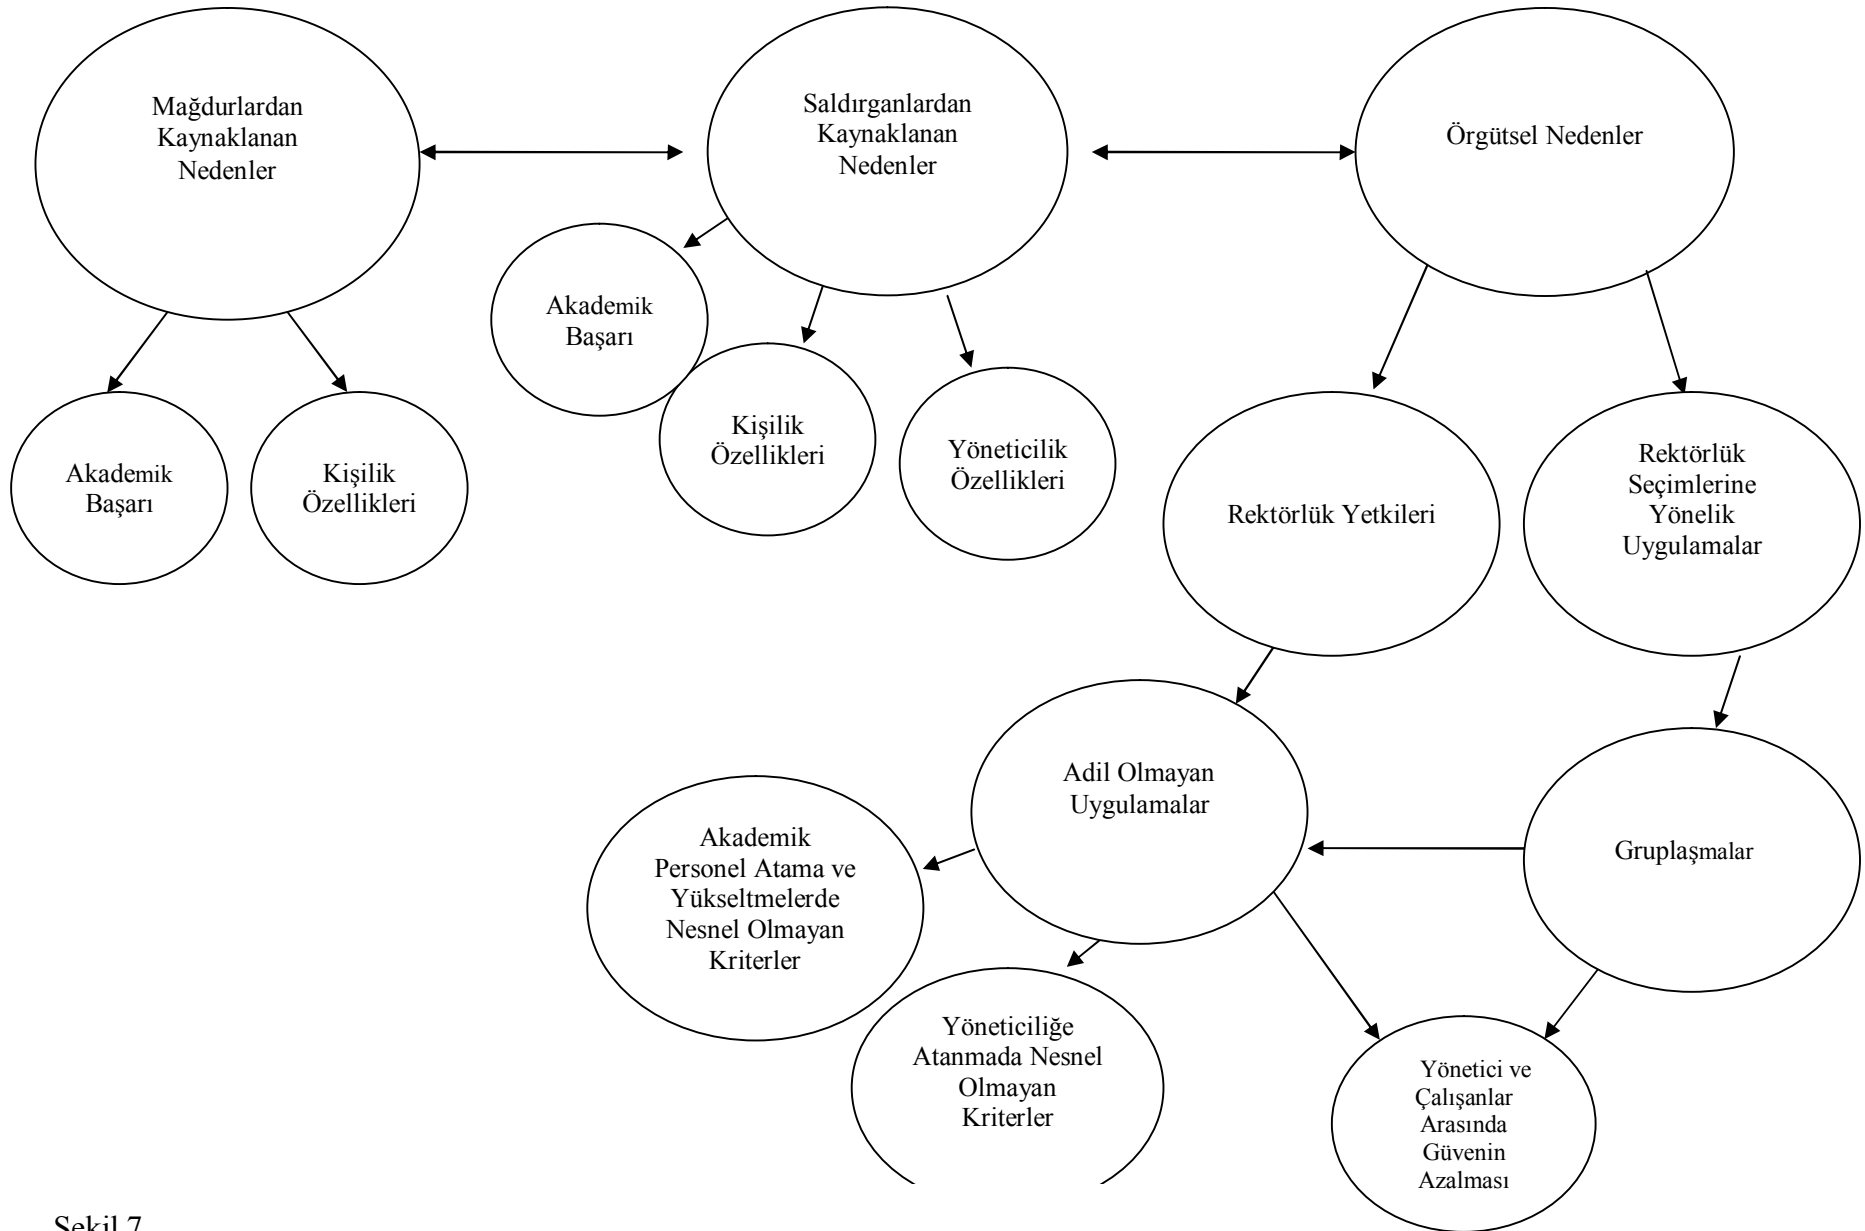 Mağdurlardan
Kaynaklanan
Nedenler
Saldırganlardan
Kaynaklanan
Nedenler
Örgütsel Nedenler
Akademik
Başarı
Kişilik
Özellikleri
Akademik
Başarı
Kişilik
Özellikleri
Yöneticilik
Özellikleri
Rektörlük Yetkileri
Rektörlük
Seçimlerine
Yönelik
Uygulamalar
Adil Olmayan
Uygulamalar
Gruplaşmalar
Akademik
Personel Atama ve
Yükseltmelerde
Nesnel Olmayan
Kriterler
Yöneticiliğe
Atanmada Nesnel
Olmayan
Kriterler
Yönetici ve
Çalışanlar
Arasında
Güvenin
Azalması
Şekil 7